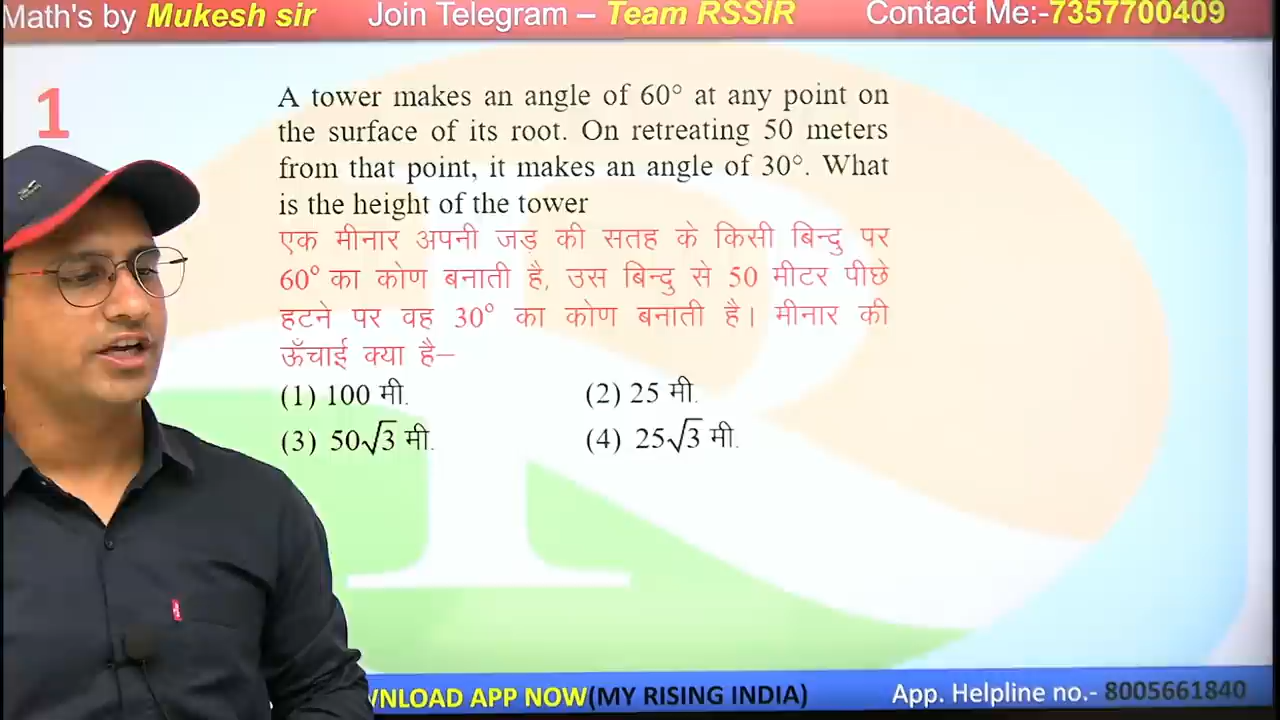 Math's by Mukesh sir Join Telegram – Team RSSIR Contact Me:-7357700409
1
A tower makes an angle of 60° at any point on
the surface of its root. On retreating 50 meters
from that point, it makes an angle of 30°. What
is the height of the tower
एक मीनार अपनी जड़ की सतह के किसी बिन्दु पर
60° का कोण बनाती है, उस बिन्दु से 50 मीटर पीछे
हटने पर वह 30° का कोण बनाती है। मीनार की
ऊँचाई क्या है–
(1) 100 मी. (2) 25 मी.
(3) 50√3 मी. (4) 25√3 मी.
WNLOAD APP NOW(MY RISING INDIA) App. Helpline no.- 8005661840